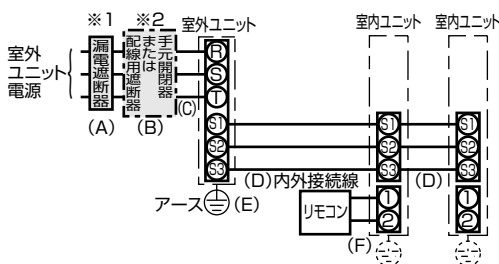 ※1
※2
室外ユニット
室内ユニット
室内ユニット
室外
ユニット
電源
漏電遮断器
配線用遮断器
または
手元開閉器
R
S
T
S1
S2
S3
S1
S2
S3
S1
S2
S3
(A)
(B)
(C)
(D)内外接続線
(D)
アース
(E)
リモコン
(F)
1
2
1
2